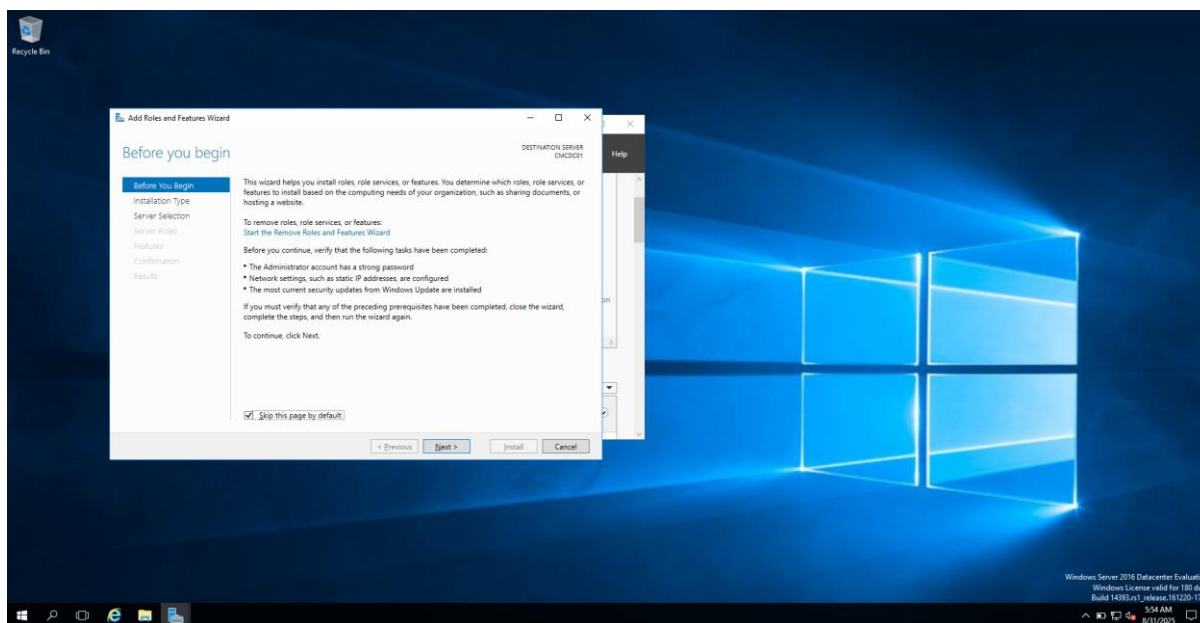 Recycle Bin
Add Roles and Features Wizard
Before you begin
DESTINATION SERVER
CMCDC01
Help
Before You Begin
Installation Type
Server Selection
Server Roles
Features
Confirmation
Results
This wizard helps you install roles, role services, or features. You determine which roles, role services, or
features to install based on the computing needs of your organization, such as sharing documents, or
hosting a website.
To remove roles, role services, or features:
Start the Remove Roles and Features Wizard
Before you continue, verify that the following tasks have been completed:
• The Administrator account has a strong password
• Network settings, such as static IP addresses, are configured
• The most current security updates from Windows Update are installed
If you must verify that any of the preceding prerequisites have been completed, close the wizard,
complete the steps, and then run the wizard again.
To continue, click Next.
on
Skip this page by default
< Previous
Next >
Install
Cancel
Windows Server 2016 Datacenter Evaluati
Windows License valid for 180 da
Build 14393.rs1_release.161220-17
5:54 AM
8/31/2025